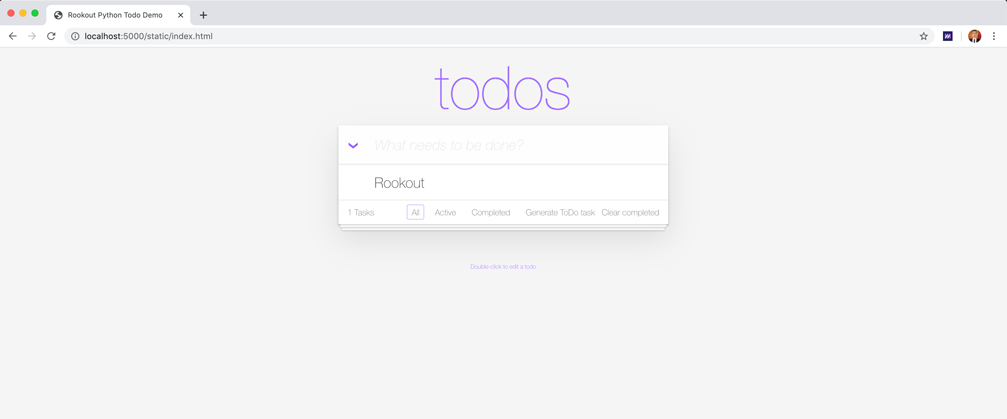 Rookout Python Todo Demo
localhost:5000/static/index.html
todos
What needs to be done?
Rookout
1 Tasks All Active Completed Generate ToDo task Clear completed
Double-click to edit a todo